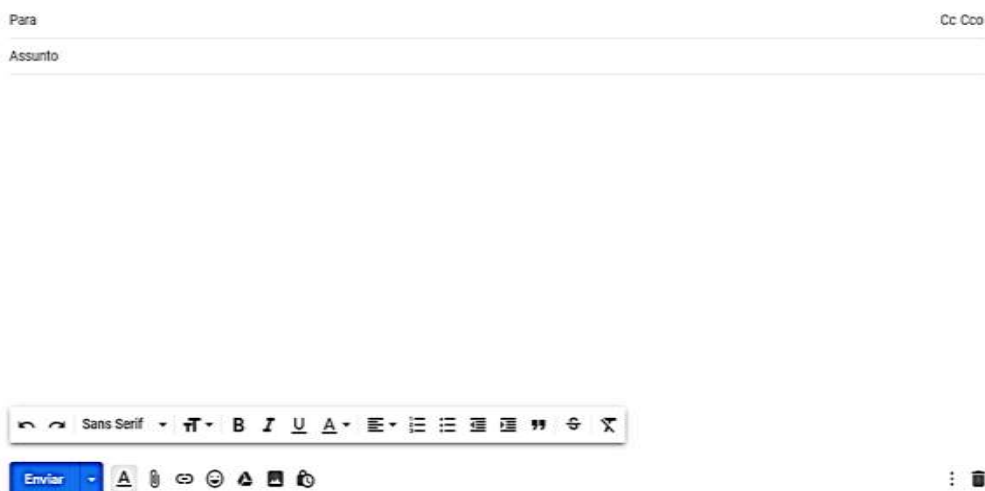 Para Cc Cco
Assunto
Sans Serif B I U A
Enviar A